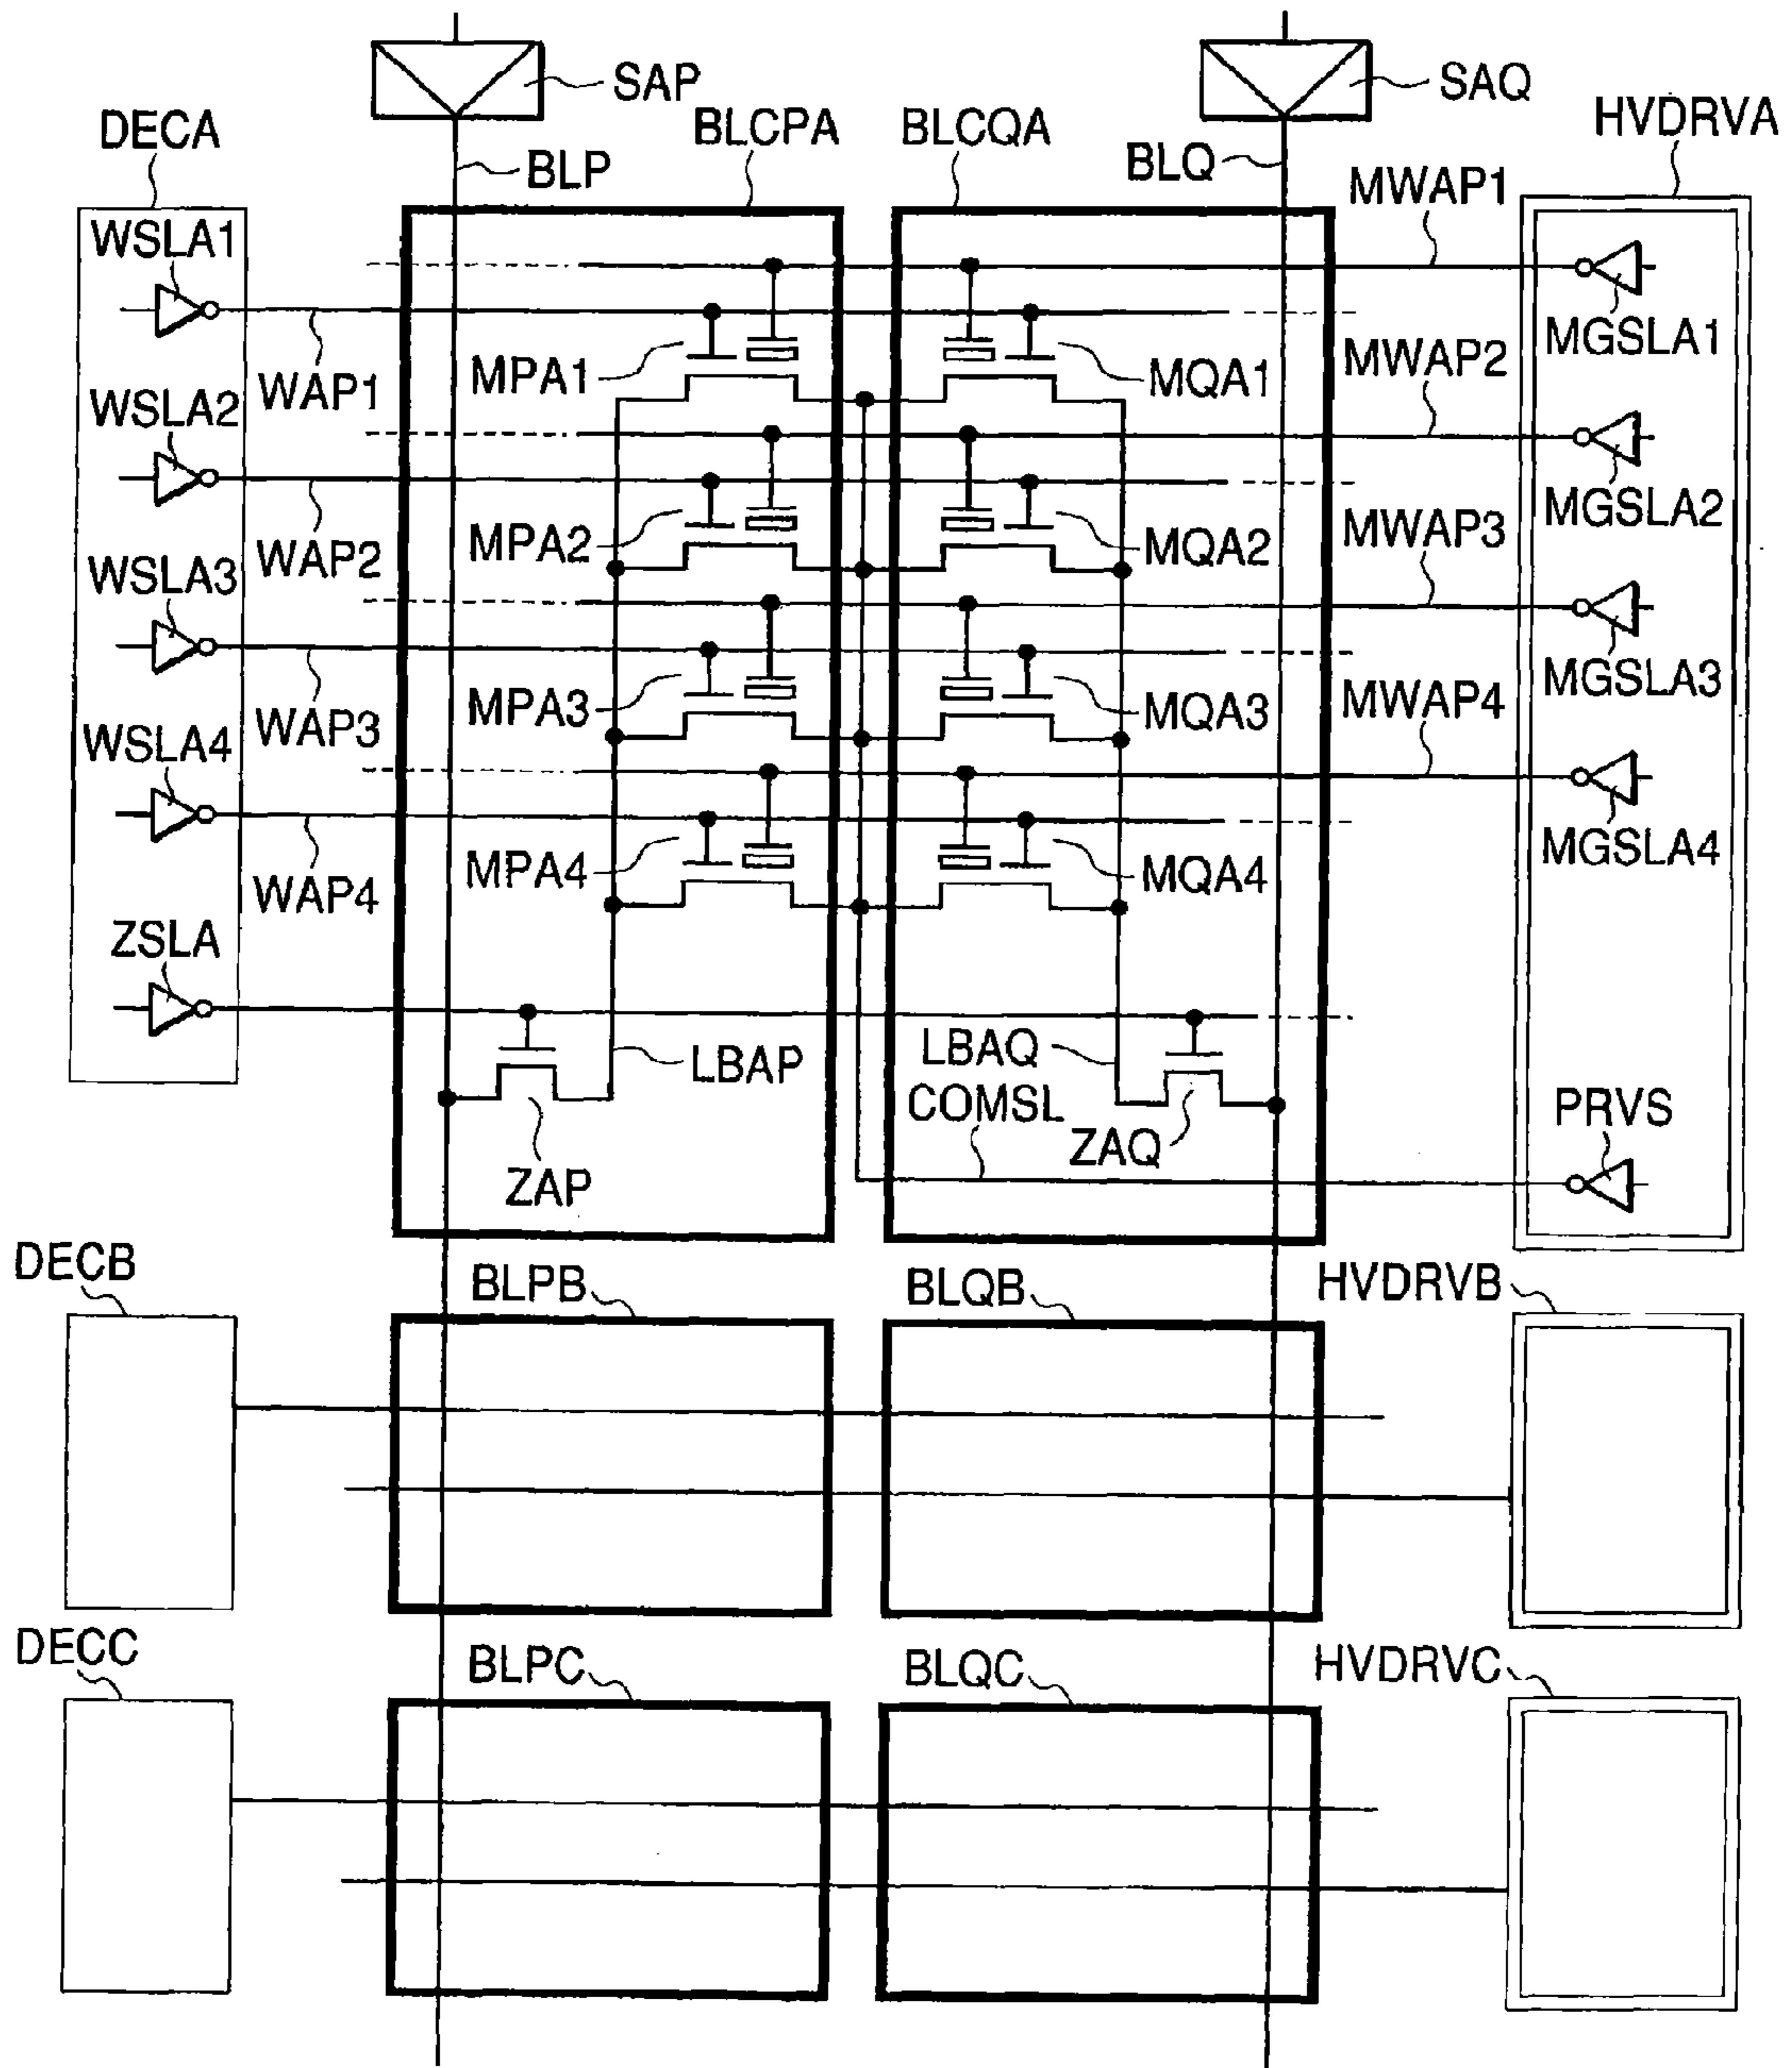 SAP
SAQ
DECA
BLCPA
BLCQA
HVDRVA
BLP
BLQ
MWAP1
WSLA1
MGSLA1
WAP1
MPA1
MQA1
MWAP2
WSLA2
MGSLA2
WAP2
MPA2
MQA2
MWAP3
WSLA3
MGSLA3
WAP3
MPA3
MQA3
MWAP4
WSLA4
MGSLA4
WAP4
MPA4
MQA4
ZSLA
LBAP
LBAQ
COMSL
PRVS
ZAP
ZAQ
DECB
BLPB
BLQB
HVDRVB
DECC
BLPC
BLQC
HVDRVC